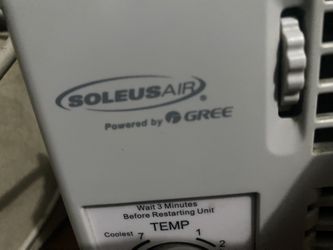 SOLEUSAIR®
Powered by GREE
Wait 3 Minutes
Before Restarting Unit
TEMP
Coolest 7 1
2